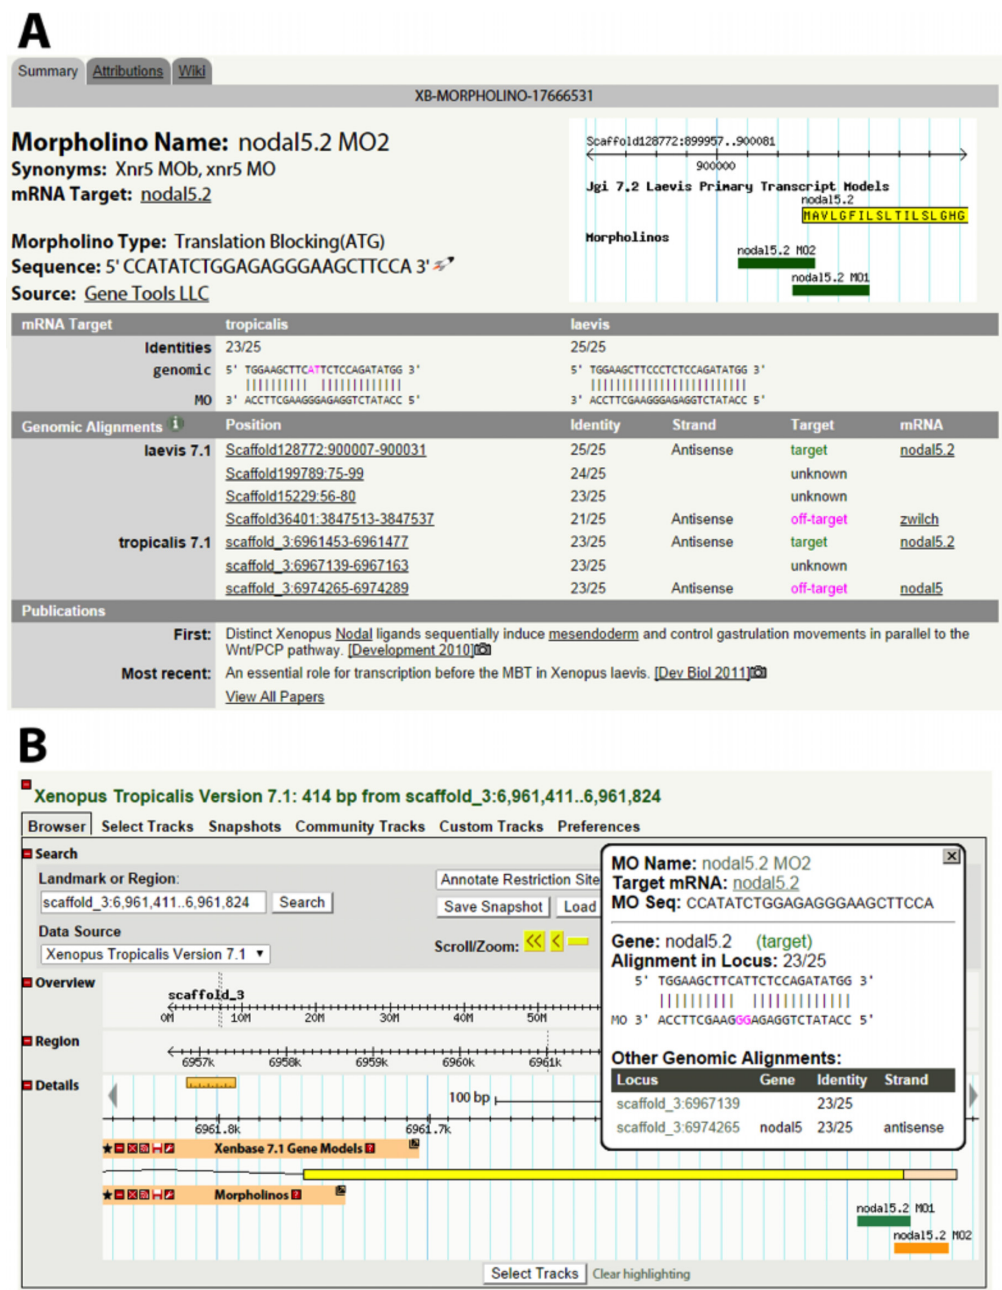 A
Summary Attributions Wiki
XB-MORPHOLINO-17666531
Morpholino Name: nodal5.2 MO2
Synonyms: Xnr5 MOb, xnr5 MO
mRNA Target: nodal5.2
Morpholino Type: Translation Blocking(ATG)
Sequence: 5' CCATATCTGGAGAGGGAAGCTTCCA 3'
Source: Gene Tools LLC
Scaffold128772:899957..900081
900000
Jgi 7.2 Laevis Primary Transcript Models
nodal5.2
MAVLGFILSLTILSLGHG
Morpholinos
nodal5.2 MO2
nodal5.2 MO1
mRNA Target tropicalis laevis
Identities 23/25 25/25
genomic 5' TGGAAGCTTCATTCTCCAGATATGG 3' 5' TGGAAGCTTCCCTCTCCAGATATGG 3'
MO 3' ACCTTCGAAGGGAGAGGTCTATACC 5' 3' ACCTTCGAAGGGAGAGGTCTATACC 5'
Genomic Alignments i Position Identity Strand Target mRNA
laevis 7.1 Scaffold128772:900007-900031 25/25 Antisense target nodal5.2
Scaffold199789:75-99 24/25 unknown
Scaffold15229:56-80 23/25 unknown
Scaffold36401:3847513-3847537 21/25 Antisense off-target zwilch
tropicalis 7.1 scaffold_3:6961453-6961477 23/25 Antisense target nodal5.2
scaffold_3:6967139-6967163 23/25 unknown
scaffold_3:6974265-6974289 23/25 Antisense off-target nodal5
Publications
First: Distinct Xenopus Nodal ligands sequentially induce mesendoderm and control gastrulation movements in parallel to the
Wnt/PCP pathway. [Development 2010]
Most recent: An essential role for transcription before the MBT in Xenopus laevis. [Dev Biol 2011]
View All Papers
B
Xenopus Tropicalis Version 7.1: 414 bp from scaffold_3:6,961,411..6,961,824
Browser Select Tracks Snapshots Community Tracks Custom Tracks Preferences
Search
Landmark or Region:
scaffold_3:6,961,411..6,961,824 Search
Data Source
Xenopus Tropicalis Version 7.1
Annotate Restriction Site
Save Snapshot Load
Scroll/Zoom: << <
Overview
scaffold_3
0M 10M 20M 30M 40M 50M
Region
6957k 6958k 6959k 6960k 6961k
Details
100 bp
6961.8k 6961.7k
Xenbase 7.1 Gene Models ?
Morpholinos ?
nodal5.2 MO1
nodal5.2 MO2
Select Tracks Clear highlighting
MO Name: nodal5.2 MO2
Target mRNA: nodal5.2
MO Seq: CCATATCTGGAGAGGGAAGCTTCCA
Gene: nodal5.2 (target)
Alignment in Locus: 23/25
5' TGGAAGCTTCATTCTCCAGATATGG 3'
MO 3' ACCTTCGAAGGGAGAGGTCTATACC 5'
Other Genomic Alignments:
Locus Gene Identity Strand
scaffold_3:6967139 23/25
scaffold_3:6974265 nodal5 23/25 antisense